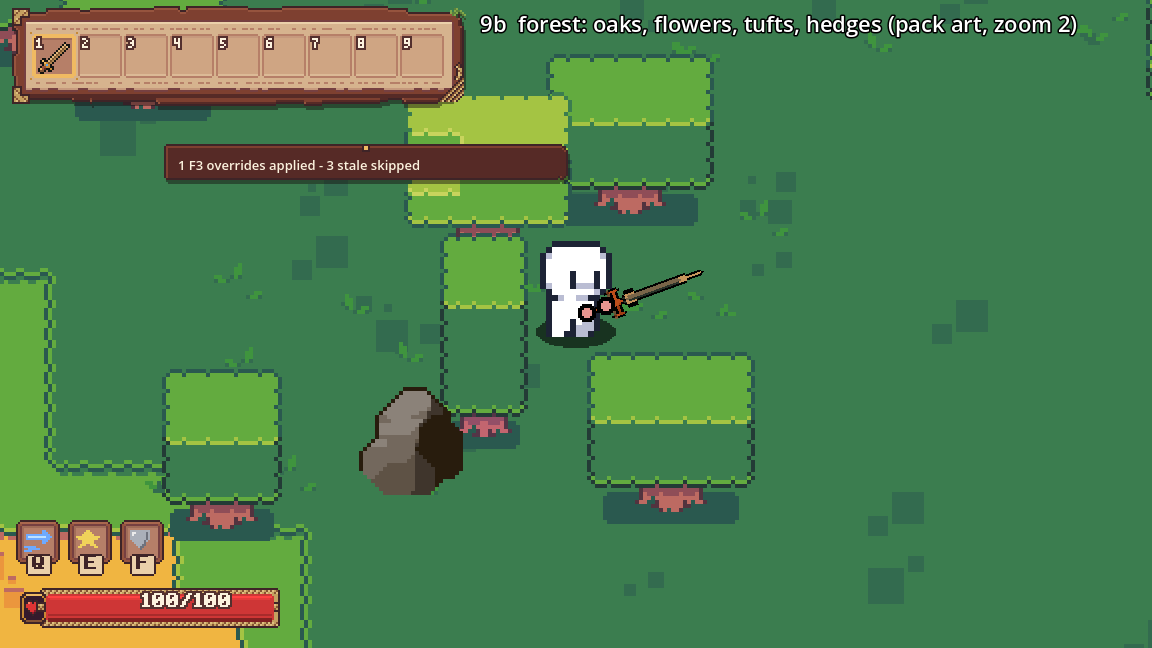 9b forest: oaks, flowers, tufts, hedges (pack art, zoom 2)
1 2 3 4 5 6 7 8 9
1 F3 overrides applied - 3 stale skipped
Q E F
100/100